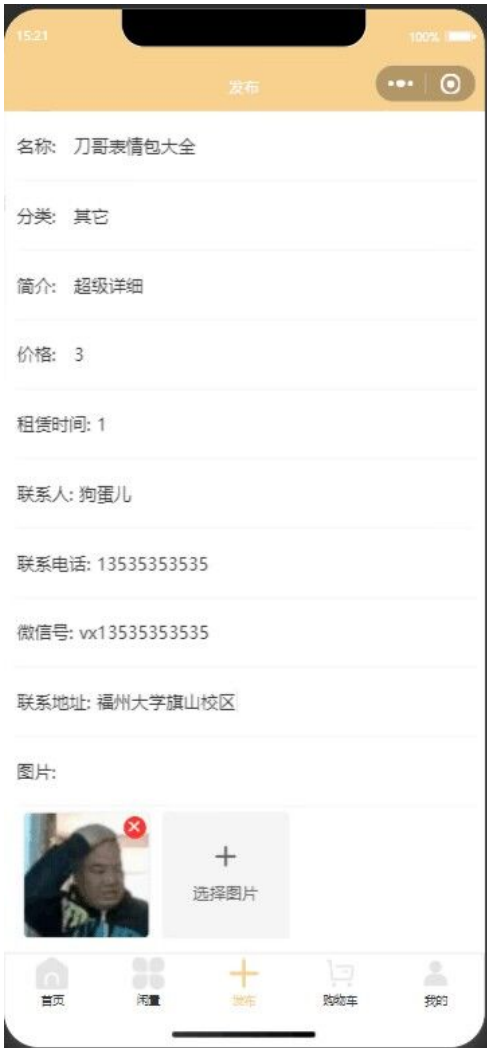 15:21
100%
发布
名称: 刀哥表情包大全
分类: 其它
简介: 超级详细
价格: 3
租赁时间: 1
联系人: 狗蛋儿
联系电话: 13535353535
微信号: vx13535353535
联系地址: 福州大学旗山校区
图片:
选择图片
首页
闲置
发布
购物车
我的